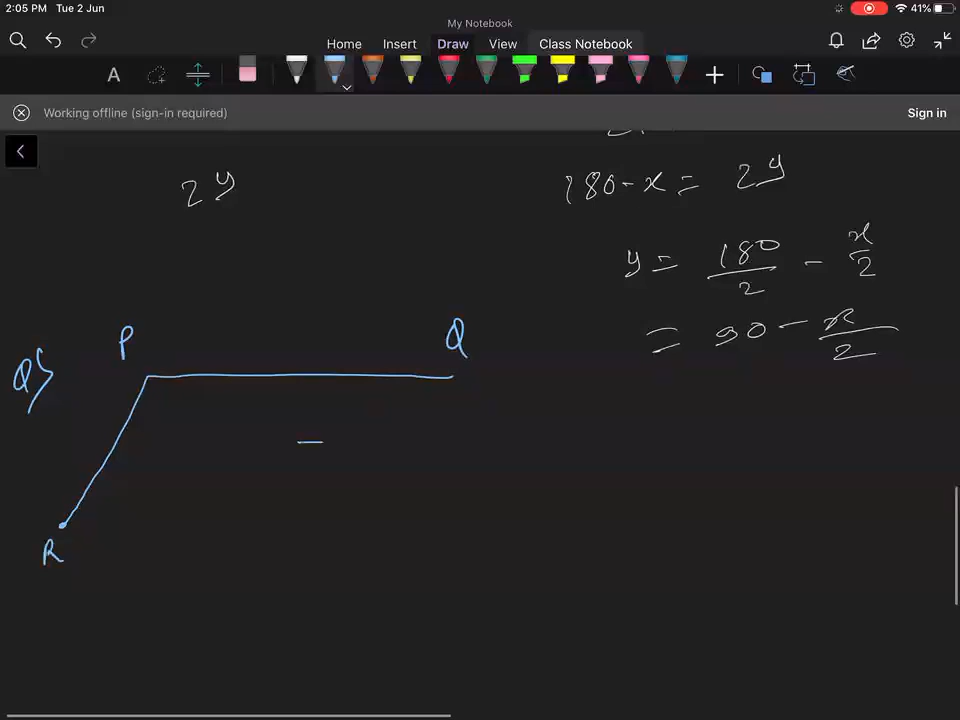 2:05 PM Tue 2 Jun 41%
My Notebook
Home Insert Draw View Class Notebook
A
Working offline (sign-in required) Sign in
2y
180 - x = 2y
y = 180/2 - x/2
= 90 - x/2
Q)
P Q
R